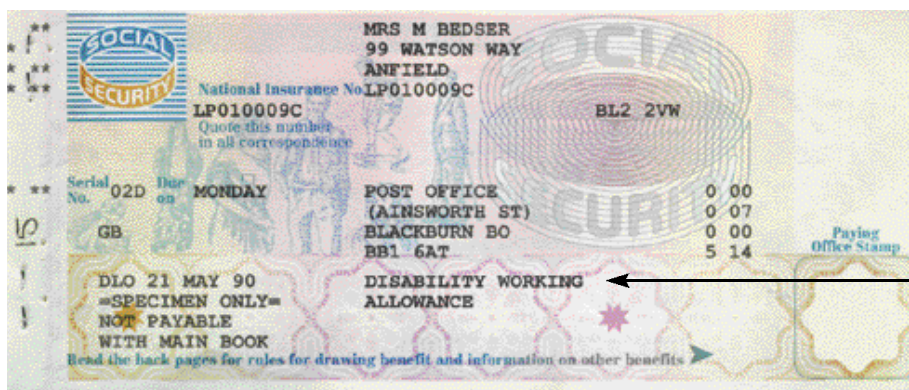 MRS M BEDSER
99 WATSON WAY
ANFIELD
SOCIAL SECURITY
National Insurance No. LP010009C
LP010009C BL2 2VW
Quote this number
in all correspondence
SOCIAL
SECURITY
Serial No. 02D Due on MONDAY POST OFFICE 0 00
(AINSWORTH ST) 0 07
GB BLACKBURN BO 0 00
BB1 6AT 5 14
Paying
Office Stamp
DLO 21 MAY 90 DISABILITY WORKING
=SPECIMEN ONLY= ALLOWANCE
NOT PAYABLE
WITH MAIN BOOK
Read the back pages for rules for drawing benefit and information on other benefits